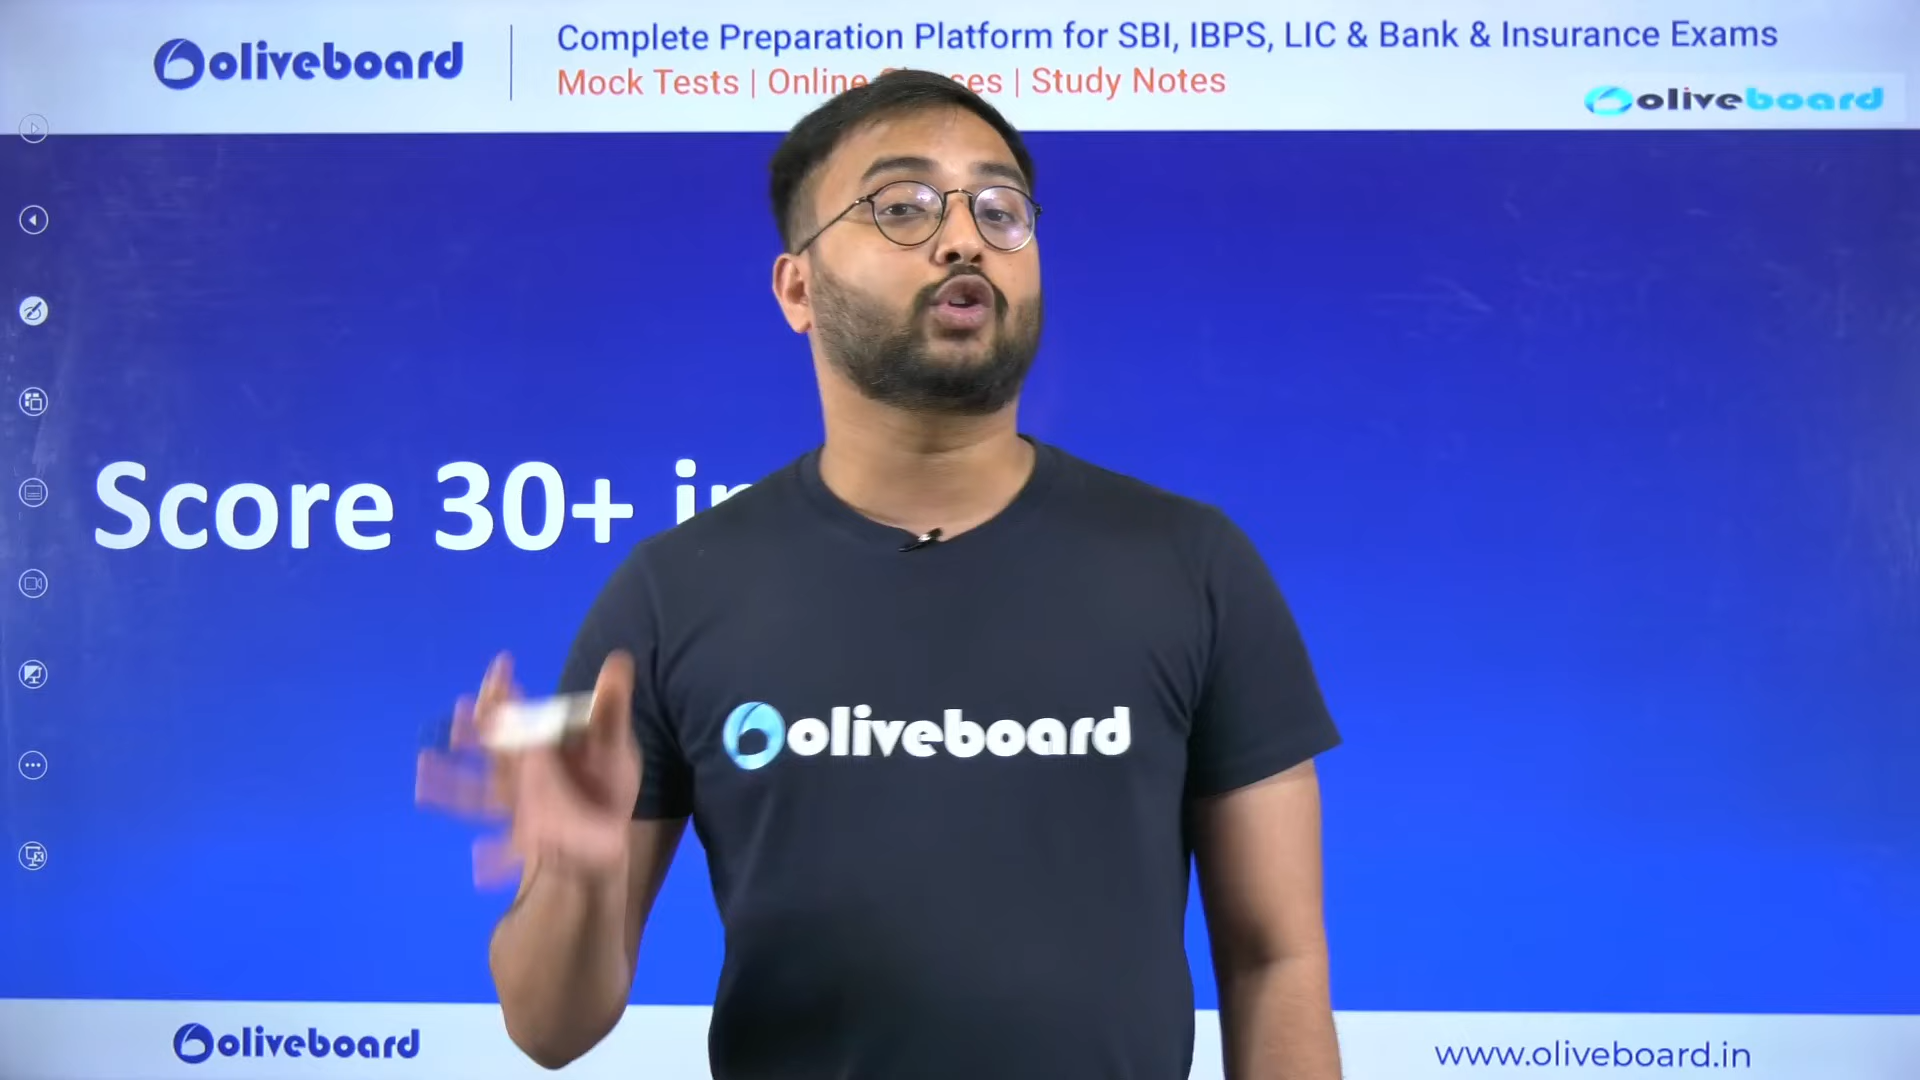 oliveboard
Complete Preparation Platform for SBI, IBPS, LIC & Bank & Insurance Exams
Mock Tests | Online | Study Notes
oliveboard
Score 30+
oliveboard
oliveboard
www.oliveboard.in